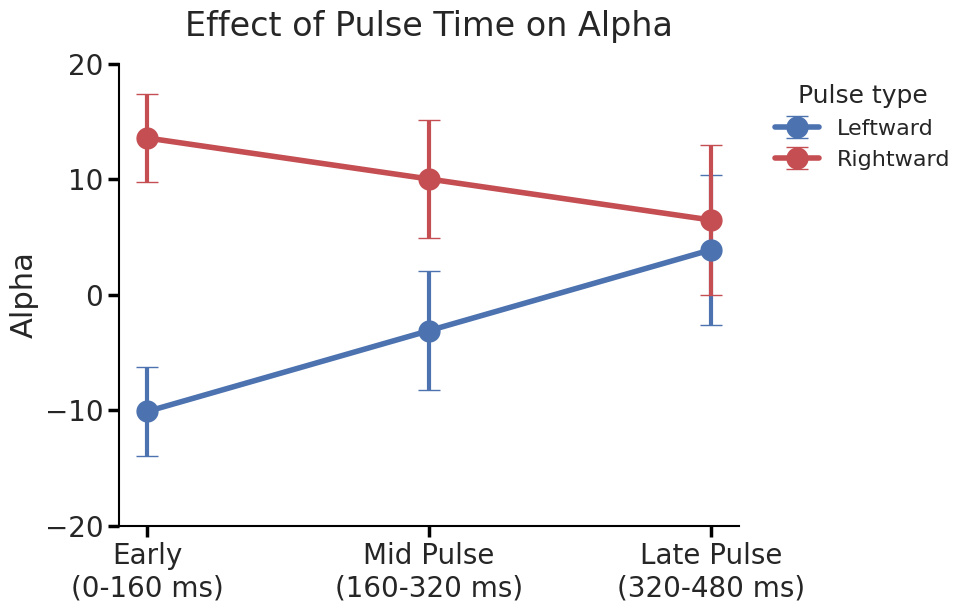 Effect of Pulse Time on Alpha
Pulse type
Leftward
Rightward
Alpha
20
10
0
−10
−20
Early
(0-160 ms)
Mid Pulse
(160-320 ms)
Late Pulse
(320-480 ms)